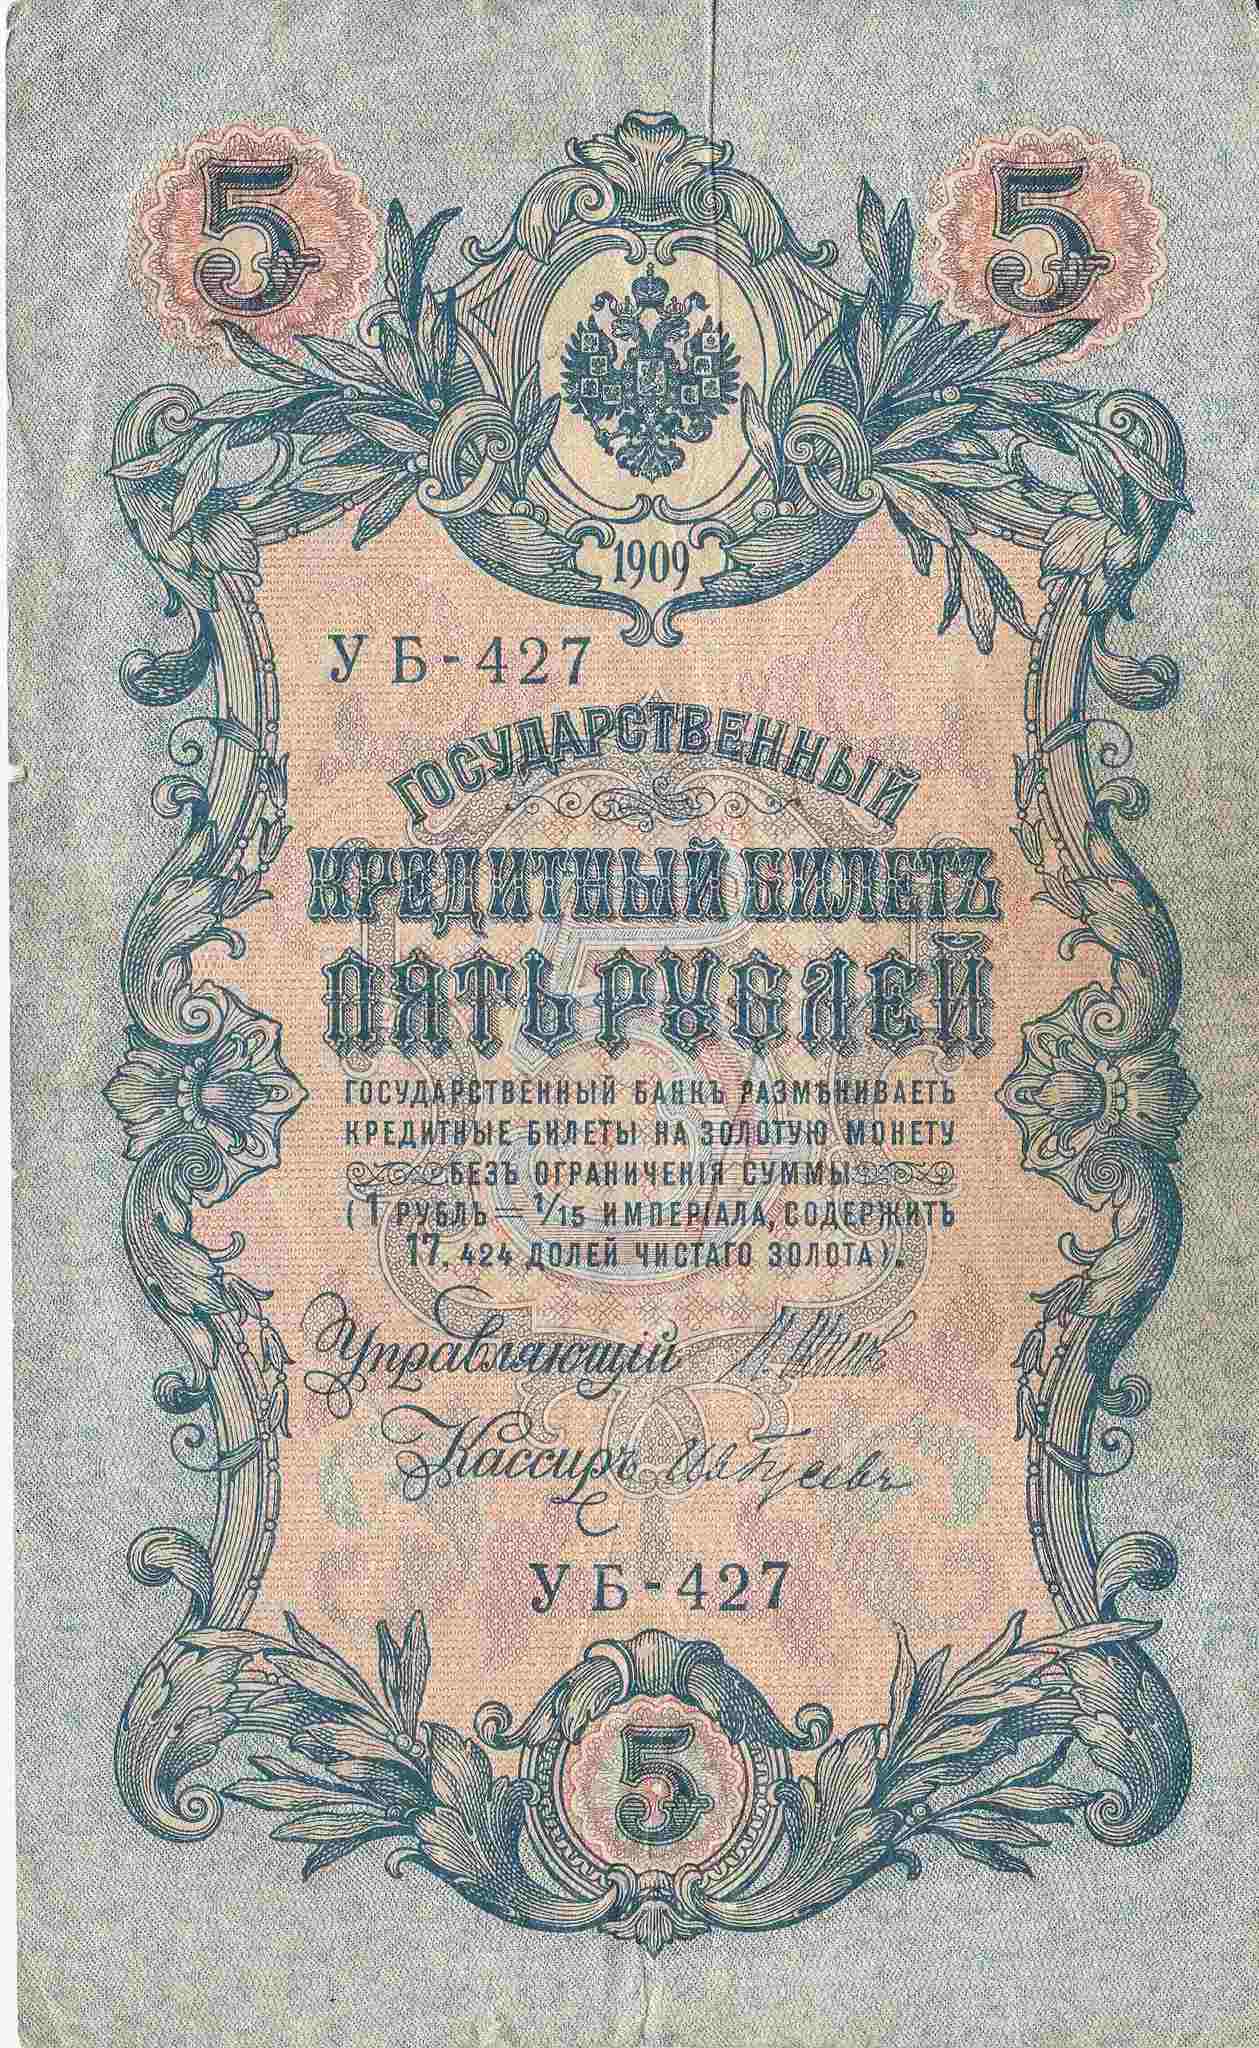 5 5
1909
УБ-427
ГОСУДАРСТВЕННЫЙ
КРЕДИТНЫЙ БИЛЕТЪ
5
ПЯТЬ РУБЛЕЙ
ГОСУДАРСТВЕННЫЙ БАНКЪ РАЗМѢНИВАЕТЪ
КРЕДИТНЫЕ БИЛЕТЫ НА ЗОЛОТУЮ МОНЕТУ
БЕЗЪ ОГРАНИЧЕНІЯ СУММЫ
(1 РУБЛЬ = 1/15 ИМПЕРІАЛА, СОДЕРЖИТЪ
17,424 ДОЛЕЙ ЧИСТАГО ЗОЛОТА).
Управляющій
Кассиръ
УБ-427
5